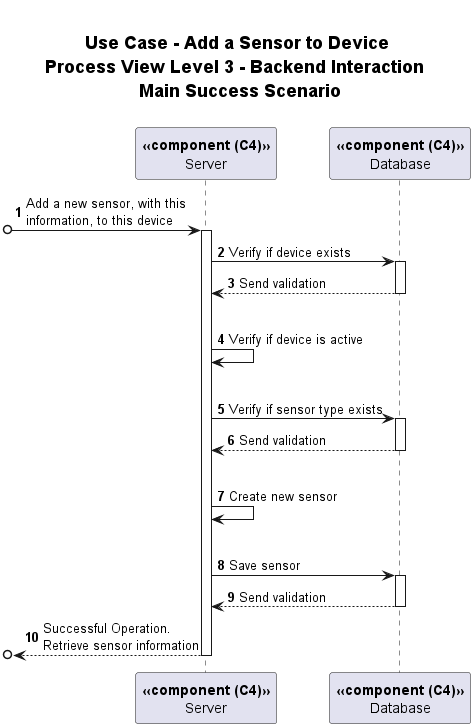 Use Case - Add a Sensor to Device
Process View Level 3 - Backend Interaction
Main Success Scenario
«component (C4)»
Server
«component (C4)»
Database
1 Add a new sensor, with this
information, to this device
2 Verify if device exists
3 Send validation
4 Verify if device is active
5 Verify if sensor type exists
6 Send validation
7 Create new sensor
8 Save sensor
9 Send validation
10 Successful Operation.
Retrieve sensor information
«component (C4)»
Server
«component (C4)»
Database